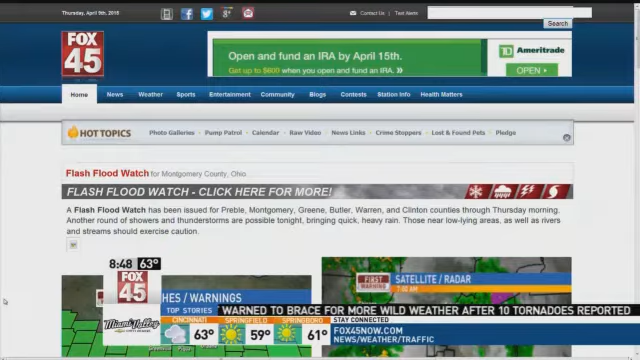 Thursday, April 9th, 2015
Contact Us
Text Alerts
Search
FOX
45
Open and fund an IRA by April 15th.
Get up to $600 when you open and fund an IRA. »
TD Ameritrade
OPEN
Home
News
Weather
Sports
Entertainment
Community
Blogs
Contests
Station Info
Health Matters
HOT TOPICS
Photo Galleries
Pump Patrol
Calendar
Raw Video
News Links
Crime Stoppers
Lost & Found Pets
Pledge
Flash Flood Watch for Montgomery County, Ohio...
FLASH FLOOD WATCH - CLICK HERE FOR MORE!
A Flash Flood Watch has been issued for Preble, Montgomery, Greene, Butler, Warren, and Clinton counties through Thursday morning.
Another round of showers and thunderstorms are possible tonight, bringing quick, heavy rain. Those near low-lying areas, as well as rivers
and streams should exercise caution.
8:48 63°
FOX
45
HES / WARNINGS
FIRST
WARNING
SATELLITE / RADAR
TOP STORIES
WARNED TO BRACE FOR MORE WILD WEATHER AFTER 10 TORNADOES REPORTED
Miami Valley
CINCINNATI
SPRINGFIELD
SPRINGBORO
63°
59°
61°
STAY CONNECTED
FOX45NOW.COM
NEWS/WEATHER/TRAFFIC